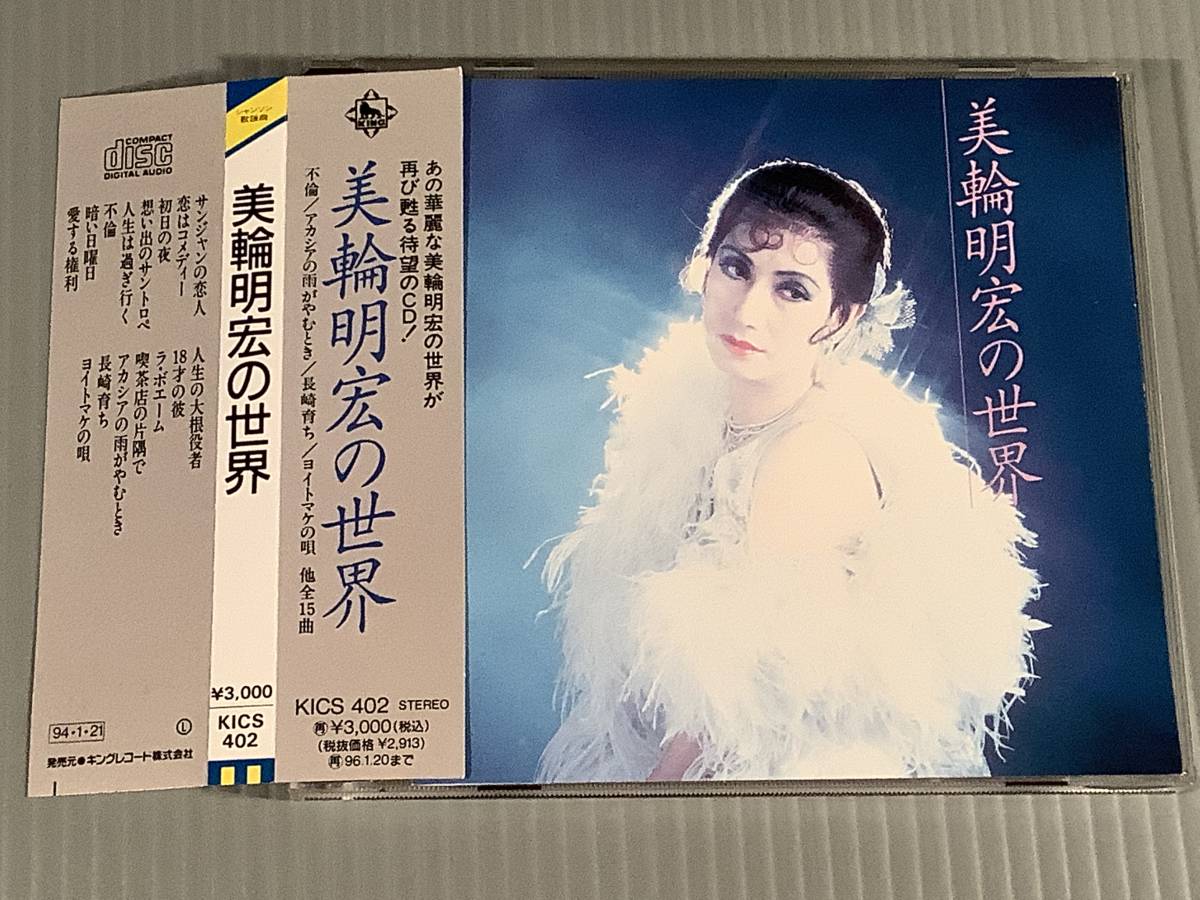 COMPACT
disc
DIGITAL AUDIO
サンジャンの恋人
恋はコメディー
初日の夜
想い出のサントロペ
人生は過ぎ行く
不倫
暗い日曜日
愛する権利
人生の大根役者
18才の彼
ラ・ボエーム
喫茶店の片隅で
アカシアの雨がやむとき
長崎育ち
ヨイトマケの唄
94・1・21
Ⓛ
発売元●キングレコード株式会社
シャンソン
歌謡曲
美輪明宏の世界
¥3,000
KICS
402
KING
あの華麗な美輪明宏の世界が
再び甦る待望のCD!
美輪明宏の世界
不倫/アカシアの雨がやむとき/長崎育ち/ヨイトマケの唄 他全15曲
KICS 402 STEREO
再¥3,000(税込)
(税抜価格 ¥2,913)
再96.1.20まで
美輪明宏の世界